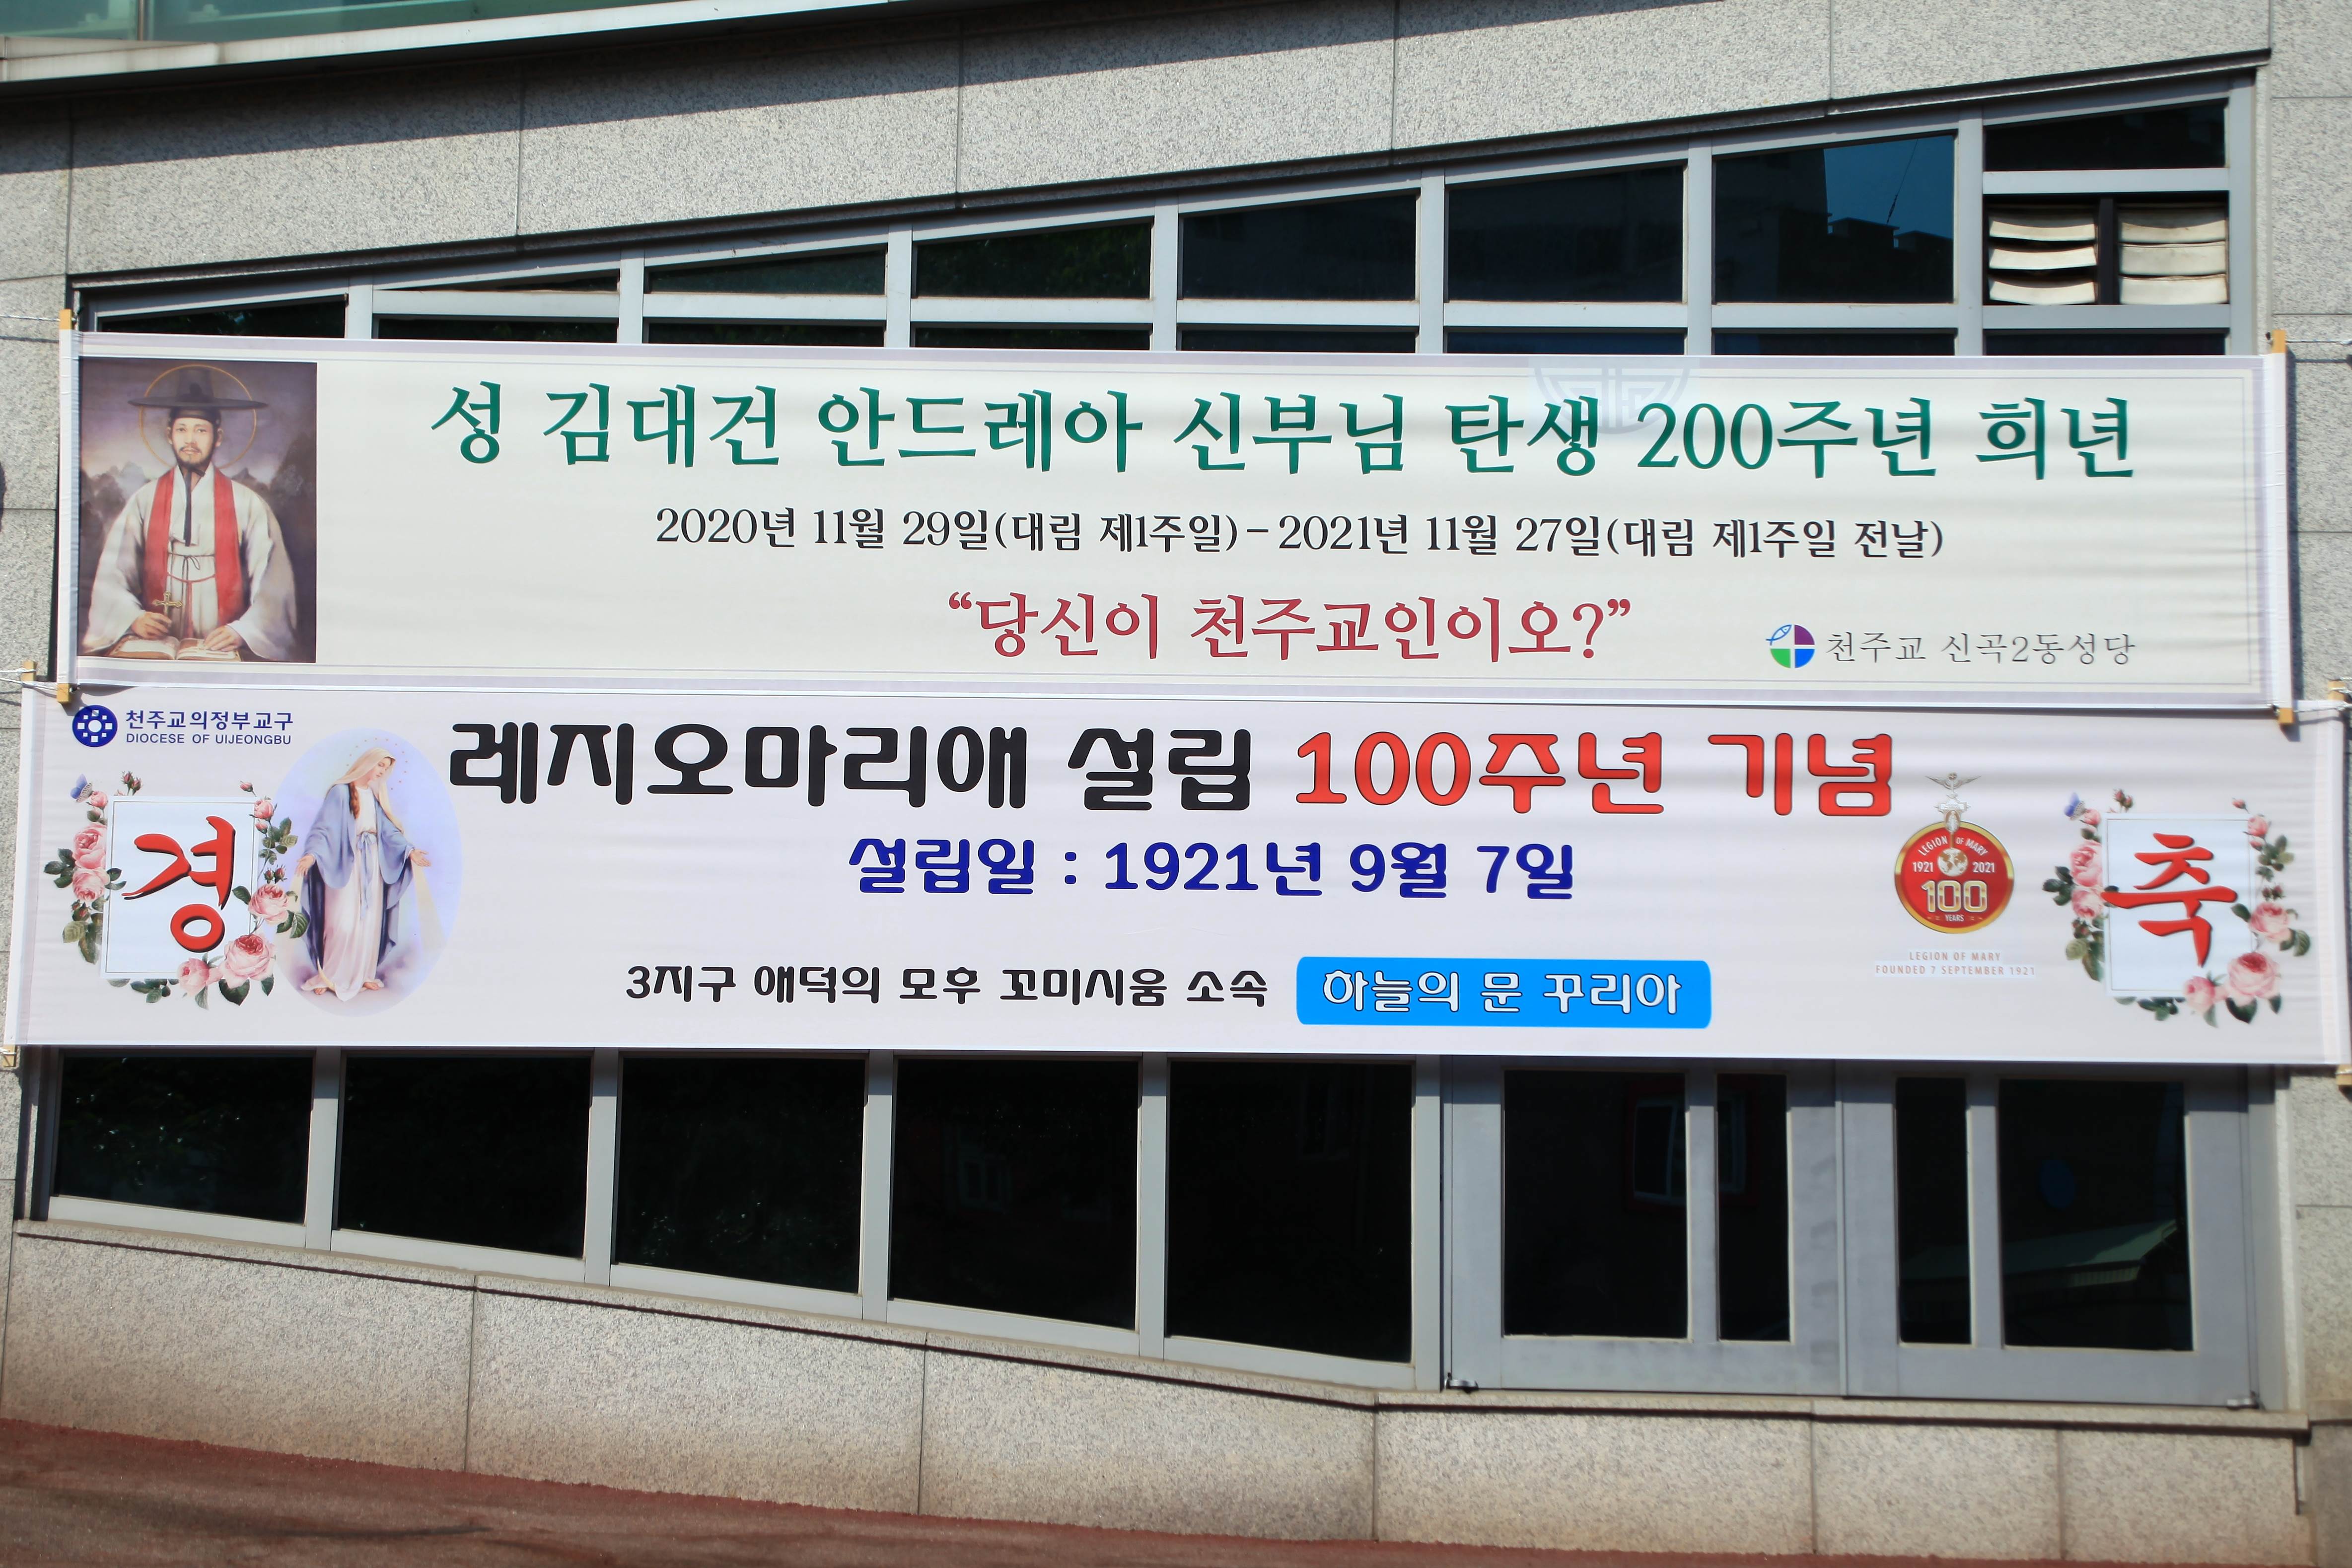 성 김대건 안드레아 신부님 탄생 200주년 희년
2020년 11월 29일(대림 제1주일)-2021년 11월 27일(대림 제1주일 전날)
“당신이 천주교인이오?”
천주교 신곡2동성당
천주교의정부교구
DIOCESE OF UIJEONGBU
레지오마리애 설립 100주년 기념
경
설립일 : 1921년 9월 7일
LEGION OF MARY
1921 2021
100
YEARS
축
LEGION OF MARY
FOUNDED 7 SEPTEMBER 1921
3지구 애덕의 모후 꼬미시움 소속 하늘의 문 꾸리아